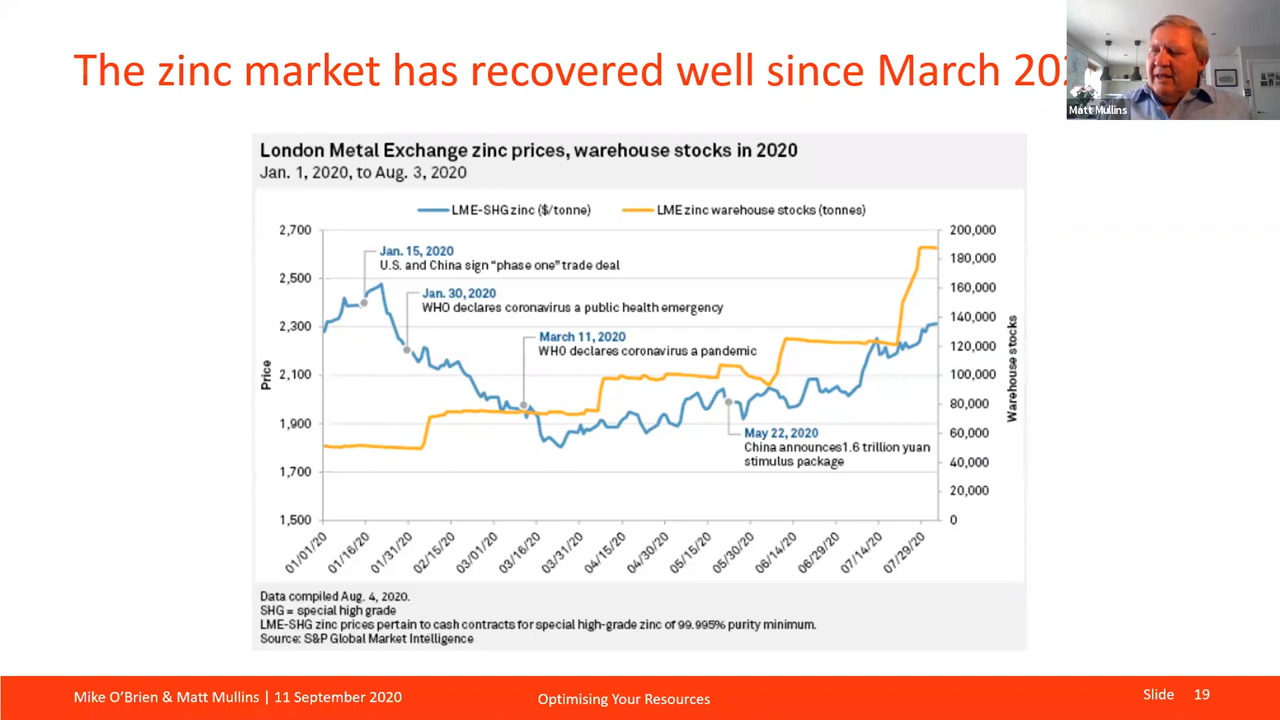 The zinc market has recovered well since March 20
Matt Mullins
London Metal Exchange zinc prices, warehouse stocks in 2020
Jan. 1, 2020, to Aug. 3, 2020
LME-SHG zinc ($/tonne)
LME zinc warehouse stocks (tonnes)
2,700
2,500
2,300
2,100
1,900
1,700
1,500
Price
200,000
180,000
160,000
140,000
120,000
100,000
80,000
60,000
40,000
20,000
0
Warehouse stocks
Jan. 15, 2020
U.S. and China sign “phase one” trade deal
Jan. 30, 2020
WHO declares coronavirus a public health emergency
March 11, 2020
WHO declares coronavirus a pandemic
May 22, 2020
China announces1.6 trillion yuan
stimulus package
01/01/20
01/16/20
01/31/20
02/15/20
03/01/20
03/16/20
03/31/20
04/15/20
04/30/20
05/15/20
05/30/20
06/14/20
06/29/20
07/14/20
07/29/20
Data compiled Aug. 4, 2020.
SHG = special high grade
LME-SHG zinc prices pertain to cash contracts for special high-grade zinc of 99.995% purity minimum.
Source: S&P Global Market Intelligence
Mike O’Brien & Matt Mullins | 11 September 2020
Optimising Your Resources
Slide 19